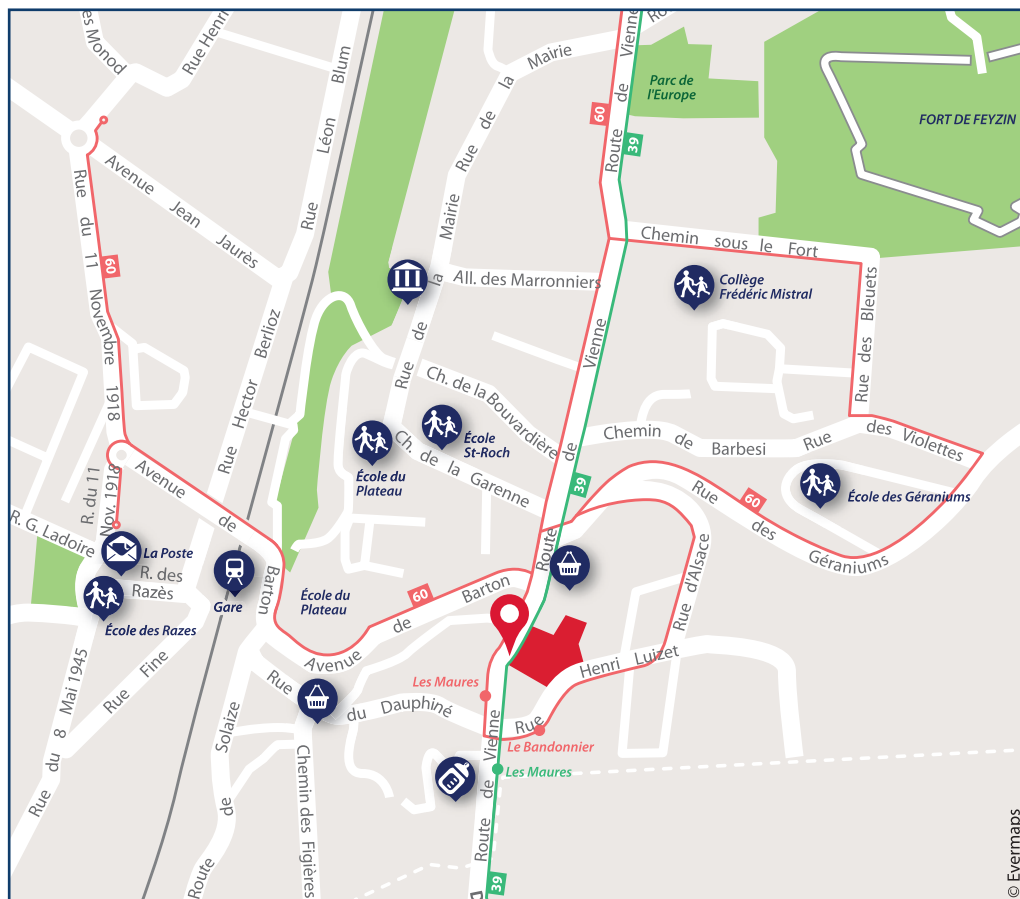 es Monod
Rue Henri
Léon Blum
Rue
Mairie
la
de
Rue
Route de Vienne
Ro
Parc de
l'Europe
FORT DE FEYZIN
60
39
Avenue Jean Jaurès
Rue du 11 Novembre 1918
60
Rue Hector Berlioz
Rue de la Mairie
All. des Marronniers
Chemin sous le Fort
Collège
Frédéric Mistral
Rue des Bleuets
Route de Vienne
Ch. de la Bouvardière
École
St-Roch
École du
Plateau
Ch. de la Garenne
Chemin de Barbesi
Rue des Violettes
École des Géraniums
39
60
Rue des Géraniums
R. du 11
Nov. 1918
Avenue de Barton
R. G. Ladoire
La Poste
R. des
Razès
École des Razes
Gare
École du
Plateau
60
Avenue de Barton
Rue d'Alsace
Rue Henri Luizet
Les Maures
Le Bandonnier
Les Maures
Rue du Dauphiné
Rue du 8 Mai 1945
Rue Fine
Route de Solaize
Chemin des Figières
Route de Vienne
D
39
© Evermaps